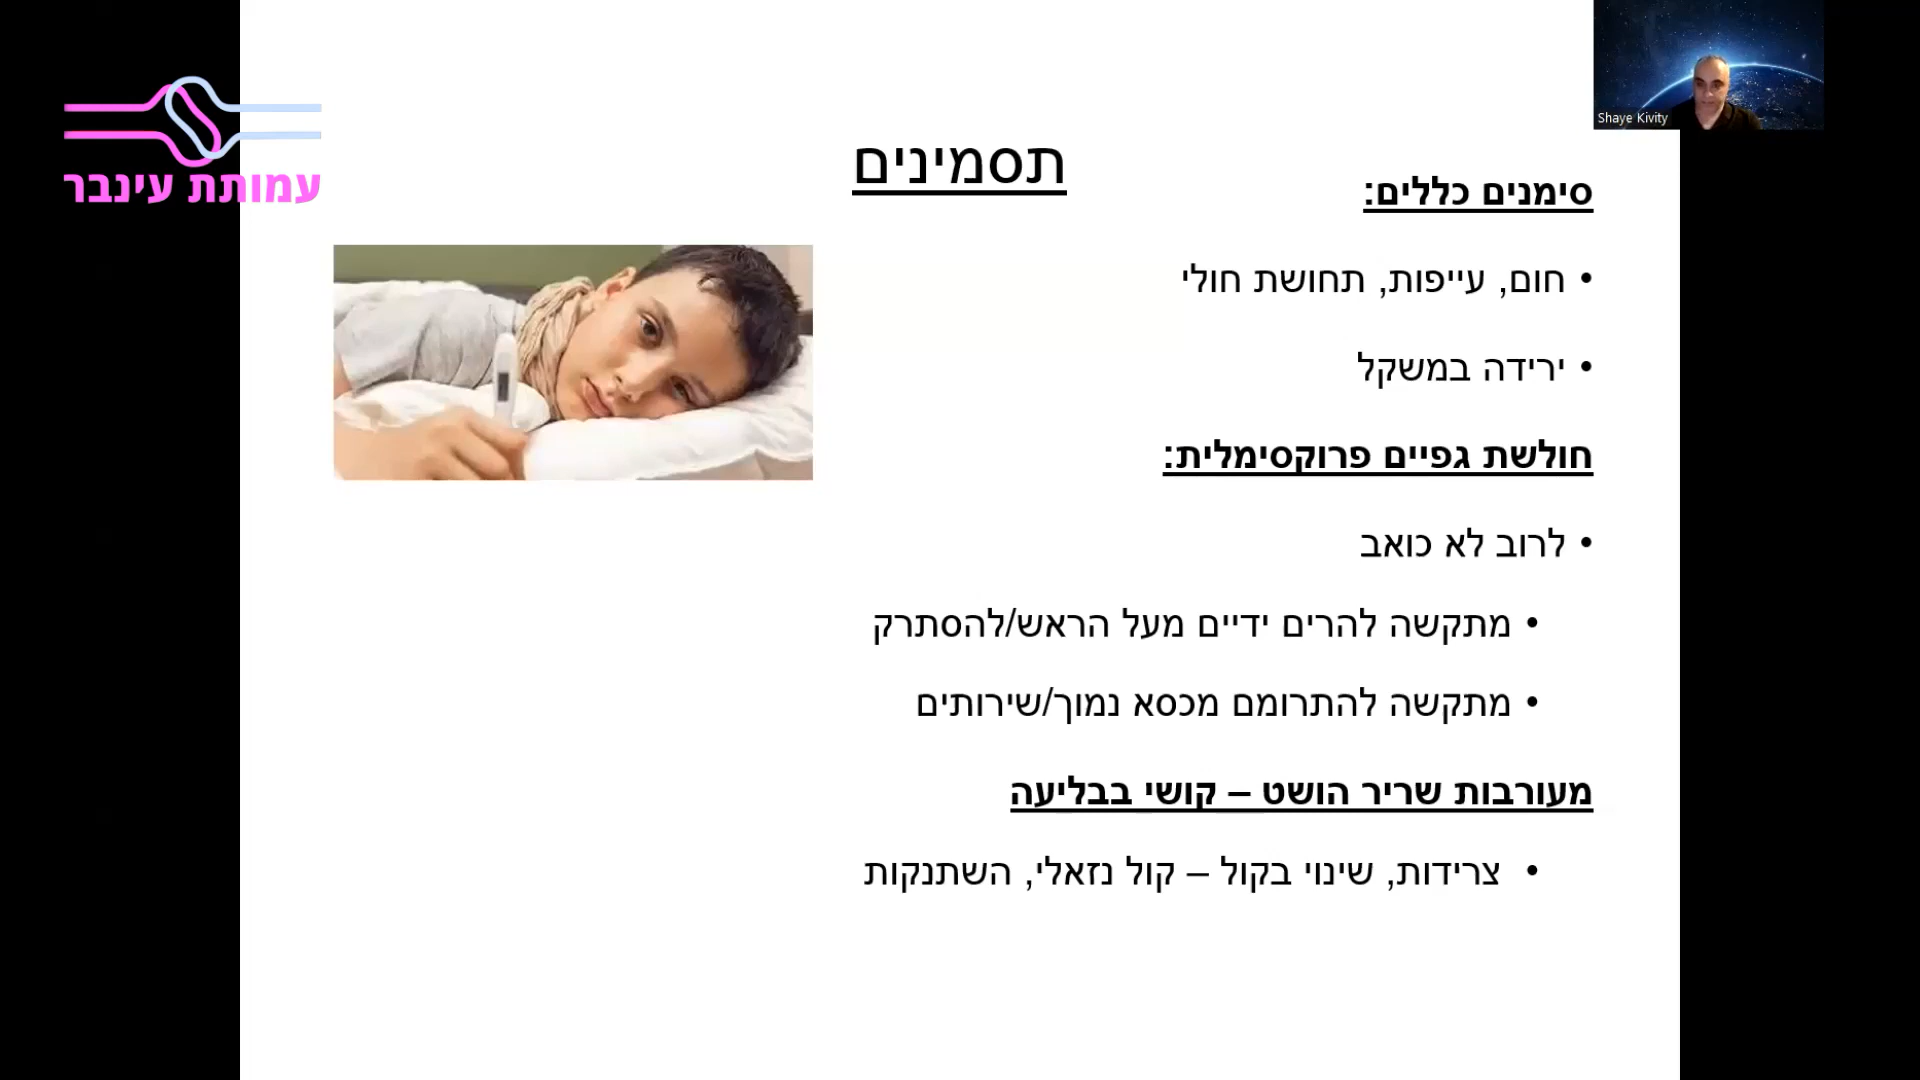 Shaye Kivity
עמותת עינבר
תסמינים
סימנים כללים:
• חום, עייפות, תחושת חולי
• ירידה במשקל
חולשת גפיים פרוקסימלית:
• לרוב לא כואב
• מתקשה להרים ידיים מעל הראש/להסתרק
• מתקשה להתרומם מכסא נמוך/שירותים
מעורבות שריר הושט – קושי בבליעה
• צרידות, שינוי בקול – קול נזאלי, השתנקות